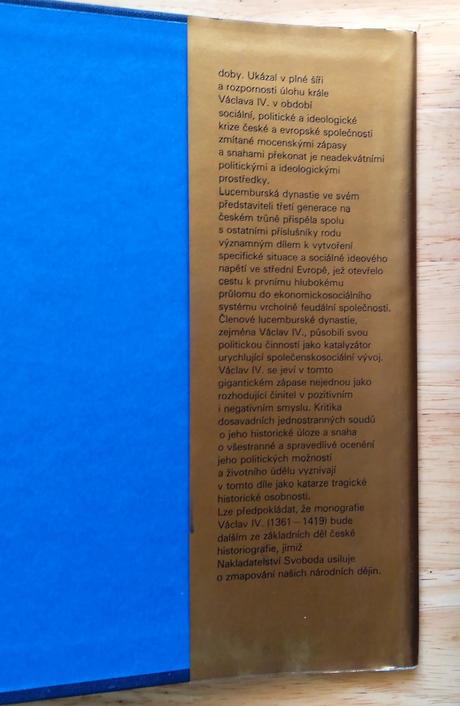 doby. Ukázal v plné šíři
a rozpornosti úlohu krále
Václava IV. v období
sociální, politické a ideologické
krize české a evropské společnosti
zmítané mocenskými zápasy
a snahami překonat je neadekvátními
politickými a ideologickými
prostředky.
Lucemburská dynastie ve svém
představiteli třetí generace na
českém trůně přispěla spolu
s ostatními příslušníky rodu
významným dílem k vytvoření
specifické situace a sociálně ideového
napětí ve střední Evropě, jež otevřelo
cestu k prvnímu hlubokému
průlomu do ekonomickosociálního
systému vrcholně feudální společnosti.
Členové lucemburské dynastie,
zejména Václav IV., působili svou
politickou činností jako katalyzátor
urychlující společenskosociální vývoj.
Václav IV. se jeví v tomto
gigantickém zápase nejednou jako
rozhodující činitel v pozitivním
i negativním smyslu. Kritika
dosavadních jednostranných soudů
o jeho historické úloze a snaha
o všestranné a spravedlivé ocenění
jeho politických možností
a životního údělu vyznívají
v tomto díle jako katarze tragické
historické osobnosti.
Lze předpokládat, že monografie
Václav IV. (1361 – 1419) bude
dalším ze základních děl české
historiografie, jimiž
Nakladatelství Svoboda usiluje
o zmapování našich národních dějin.